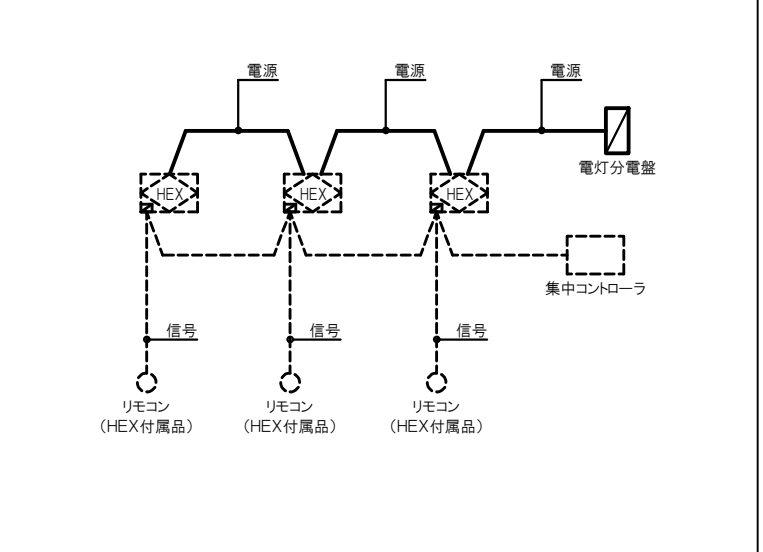 電源
電源
電源
電灯分電盤
HEX
HEX
HEX
集中コントローラ
信号
信号
信号
リモコン
(HEX付属品)
リモコン
(HEX付属品)
リモコン
(HEX付属品)